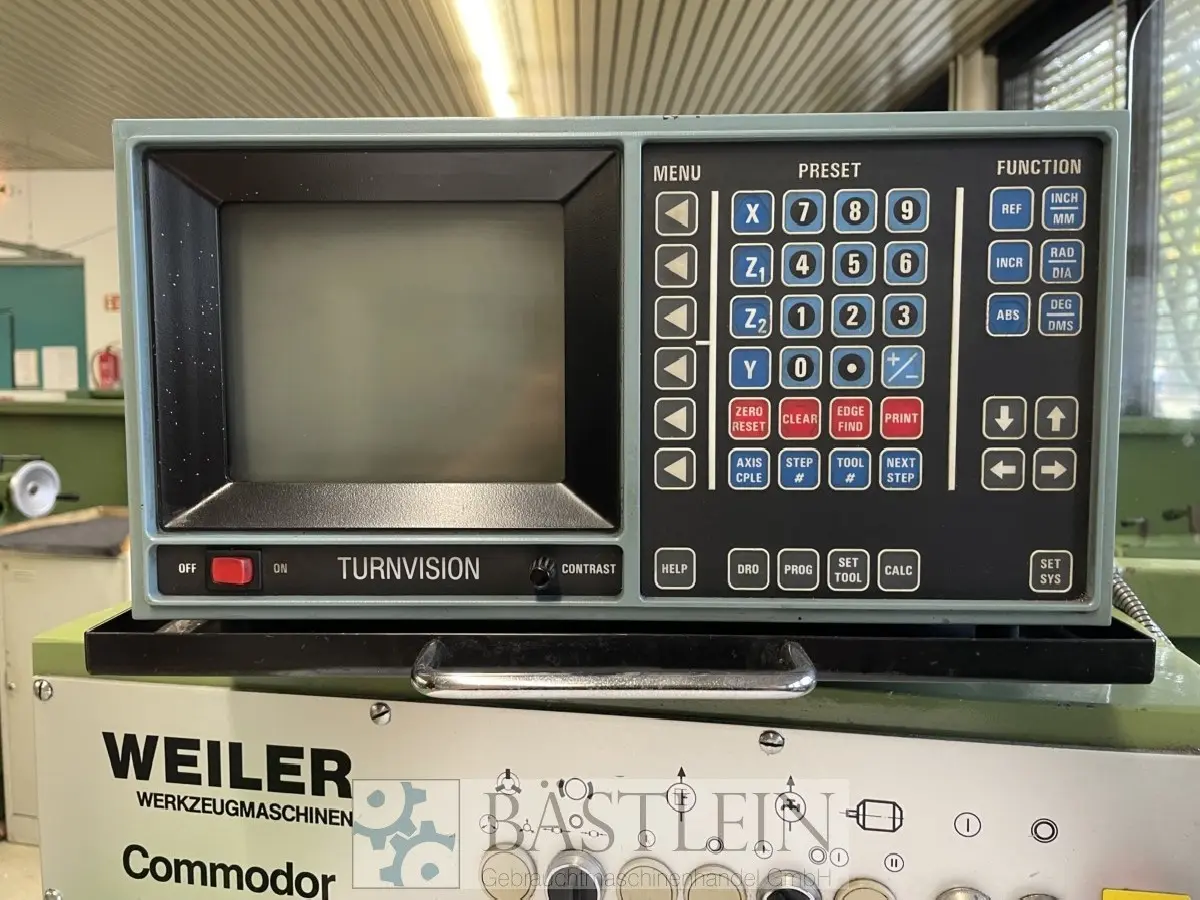 MENU PRESET FUNCTION
X 7 8 9 REF INCH MM
Z1 4 5 6 INCR RAD DIA
Z2 1 2 3 ABS DEG DMS
Y 0 +/-
ZERO RESET CLEAR EDGE FIND PRINT
AXIS CPLE STEP # TOOL # NEXT STEP
OFF ON TURNVISION CONTRAST
HELP DRO PROG SET TOOL CALC SET SYS
WEILER
WERKZEUGMASCHINEN
Commodor
BÄSTLEIN
Gebrauchtmaschinenhandel GmbH